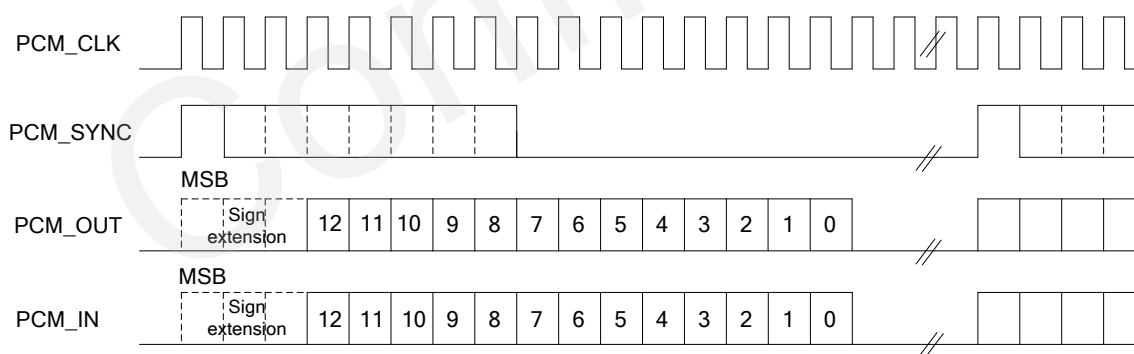 PCM_CLK
PCM_SYNC
MSB
PCM_OUT
Sign
extension
12 11 10 9 8 7 6 5 4 3 2 1 0
MSB
PCM_IN
Sign
extension
12 11 10 9 8 7 6 5 4 3 2 1 0